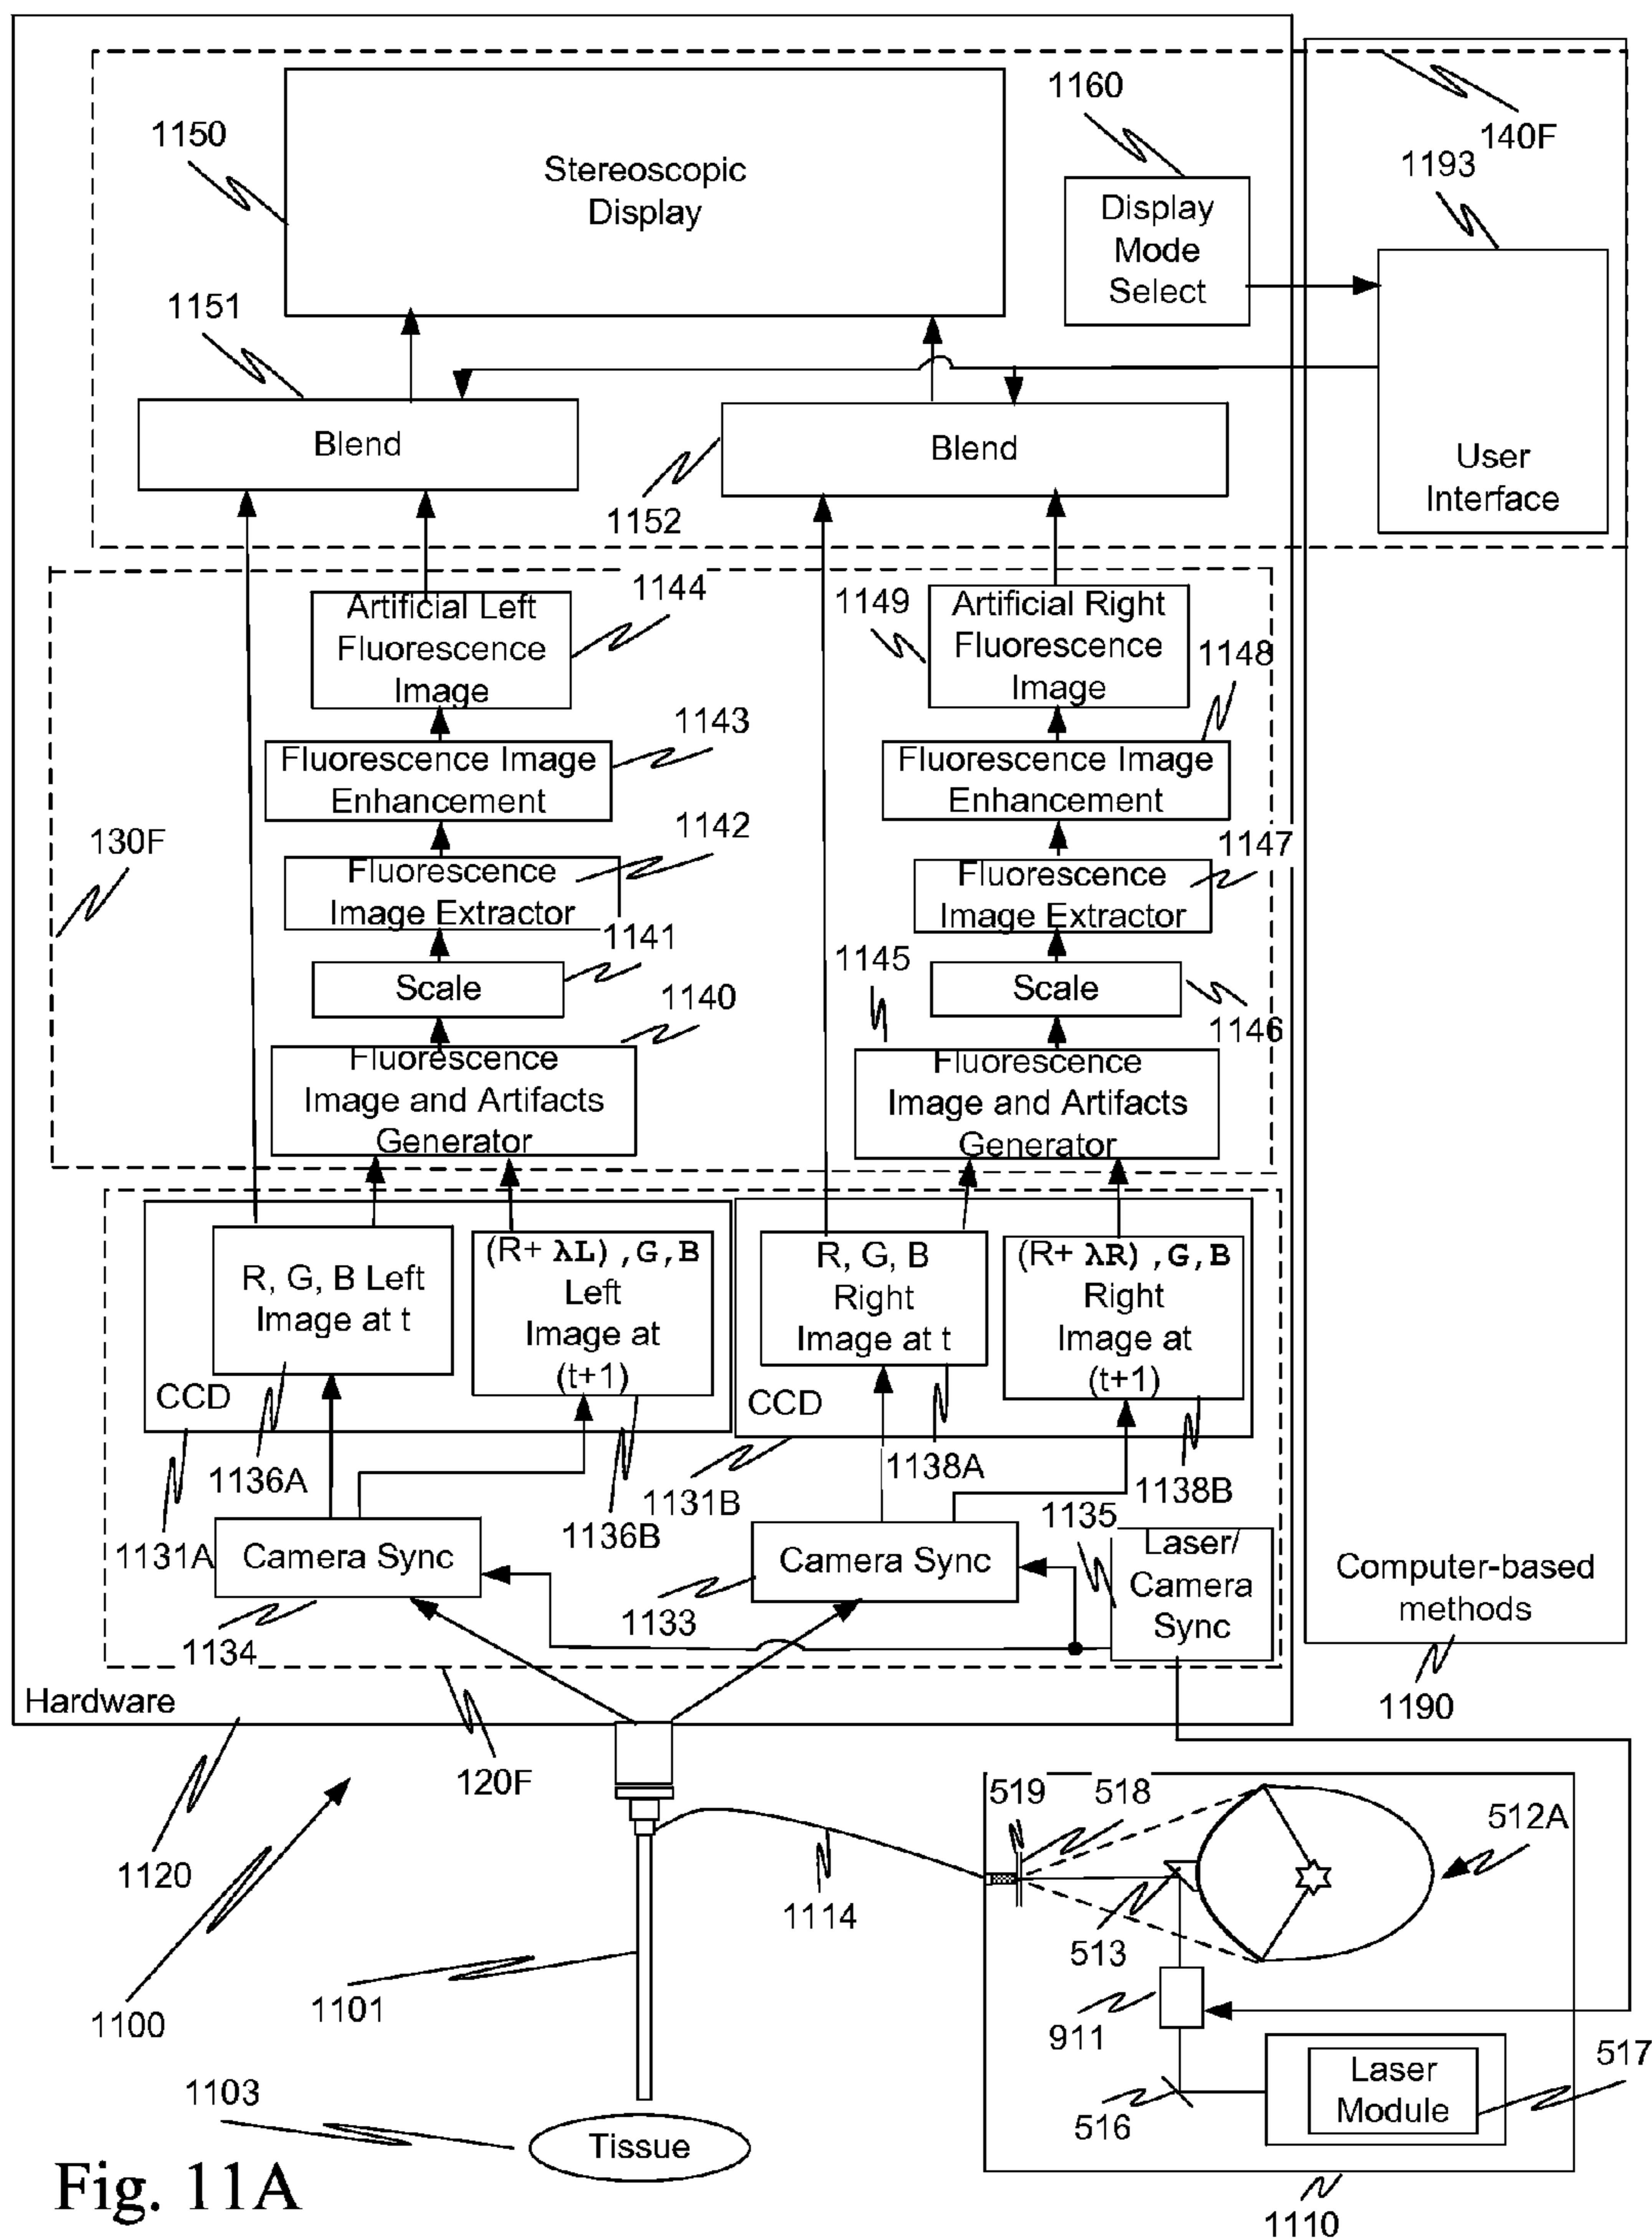 1160
140F
1150
Stereoscopic
Display
1193
Display
Mode
Select
1151
Blend
Blend
User
Interface
1152
1144
Artificial Left
Fluorescence
Image
1149
Artificial Right
Fluorescence
Image
1148
1143
Fluorescence Image
Enhancement
Fluorescence Image
Enhancement
130F
1142
1147
Fluorescence
Image Extractor
Fluorescence
Image Extractor
1141
1145
Scale
Scale
1140
1146
Fluorescence
Image and Artifacts
Generator
Fluorescence
Image and Artifacts
Generator
R, G, B Left
Image at t
(R+ λL) , G, B
Left
Image at
(t+1)
R, G, B
Right
Image at t
(R+ λR) , G, B
Right
Image at
(t+1)
CCD
CCD
1136A
1138A
1138B
1131B
1135
1131A
1136B
Camera Sync
Camera Sync
Laser/
Camera
Sync
Computer-based
methods
1133
1134
Hardware
1190
120F
519
518
512A
1120
1114
513
1101
1100
911
517
Laser
Module
516
1103
Tissue
Fig. 11A
1110